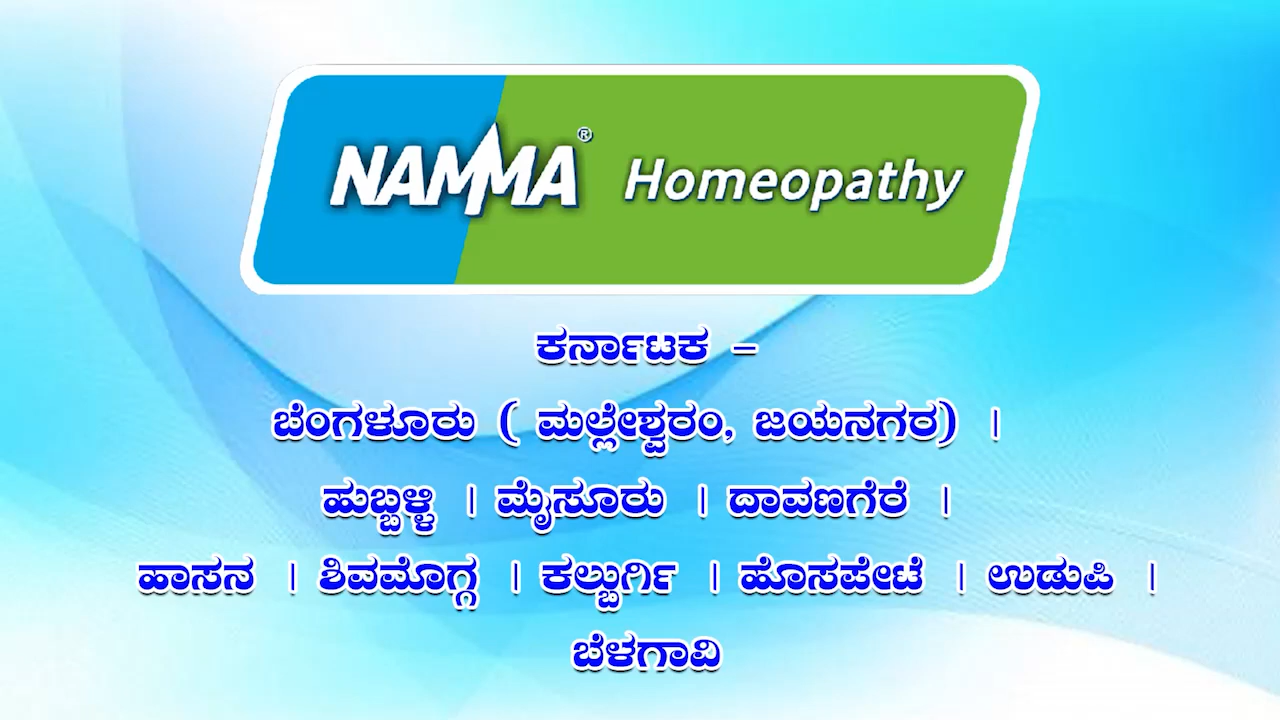 NAMMA® Homeopathy
ಕರ್ನಾಟಕ –
ಬೆಂಗಳೂರು ( ಮಲ್ಲೇಶ್ವರಂ, ಜಯನಗರ) |
ಹುಬ್ಬಳ್ಳಿ | ಮೈಸೂರು | ದಾವಣಗೆರೆ |
ಹಾಸನ | ಶಿವಮೊಗ್ಗ | ಕಲ್ಬುರ್ಗಿ | ಹೊಸಪೇಟೆ | ಉಡುಪಿ |
ಬೆಳಗಾವಿ